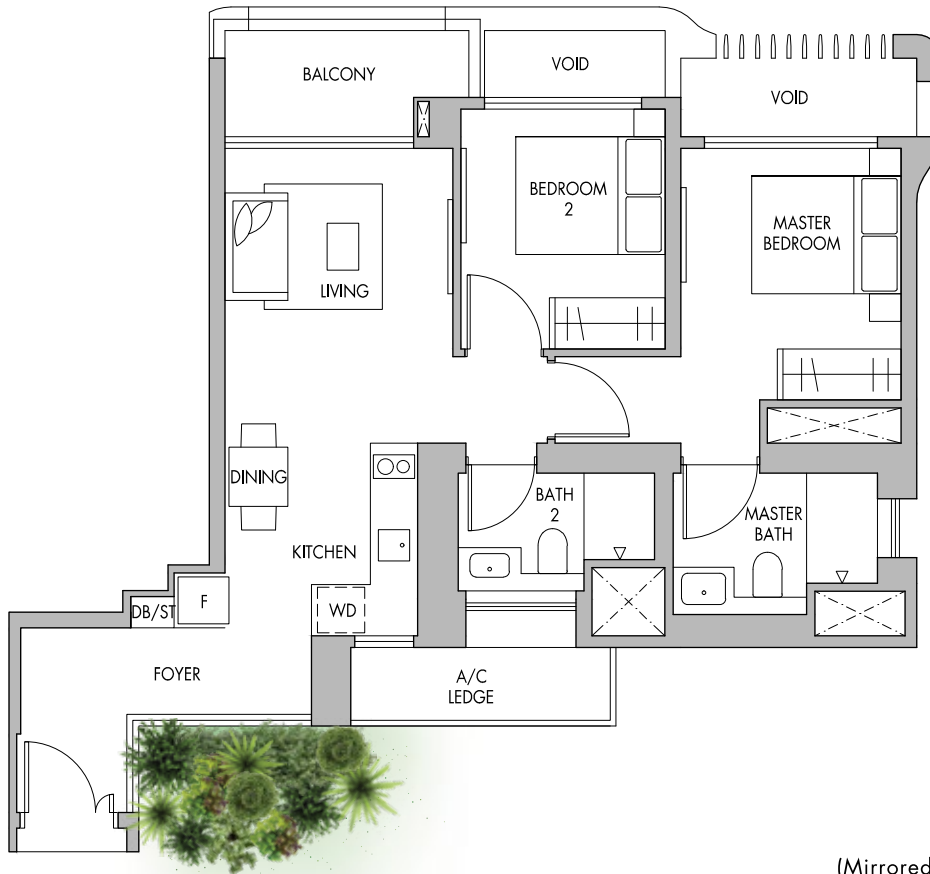 BALCONY
VOID
VOID
BEDROOM
2
MASTER
BEDROOM
LIVING
DINING
BATH
2
MASTER
BATH
KITCHEN
F
DB/ST
WD
FOYER
A/C
LEDGE
(Mirrored